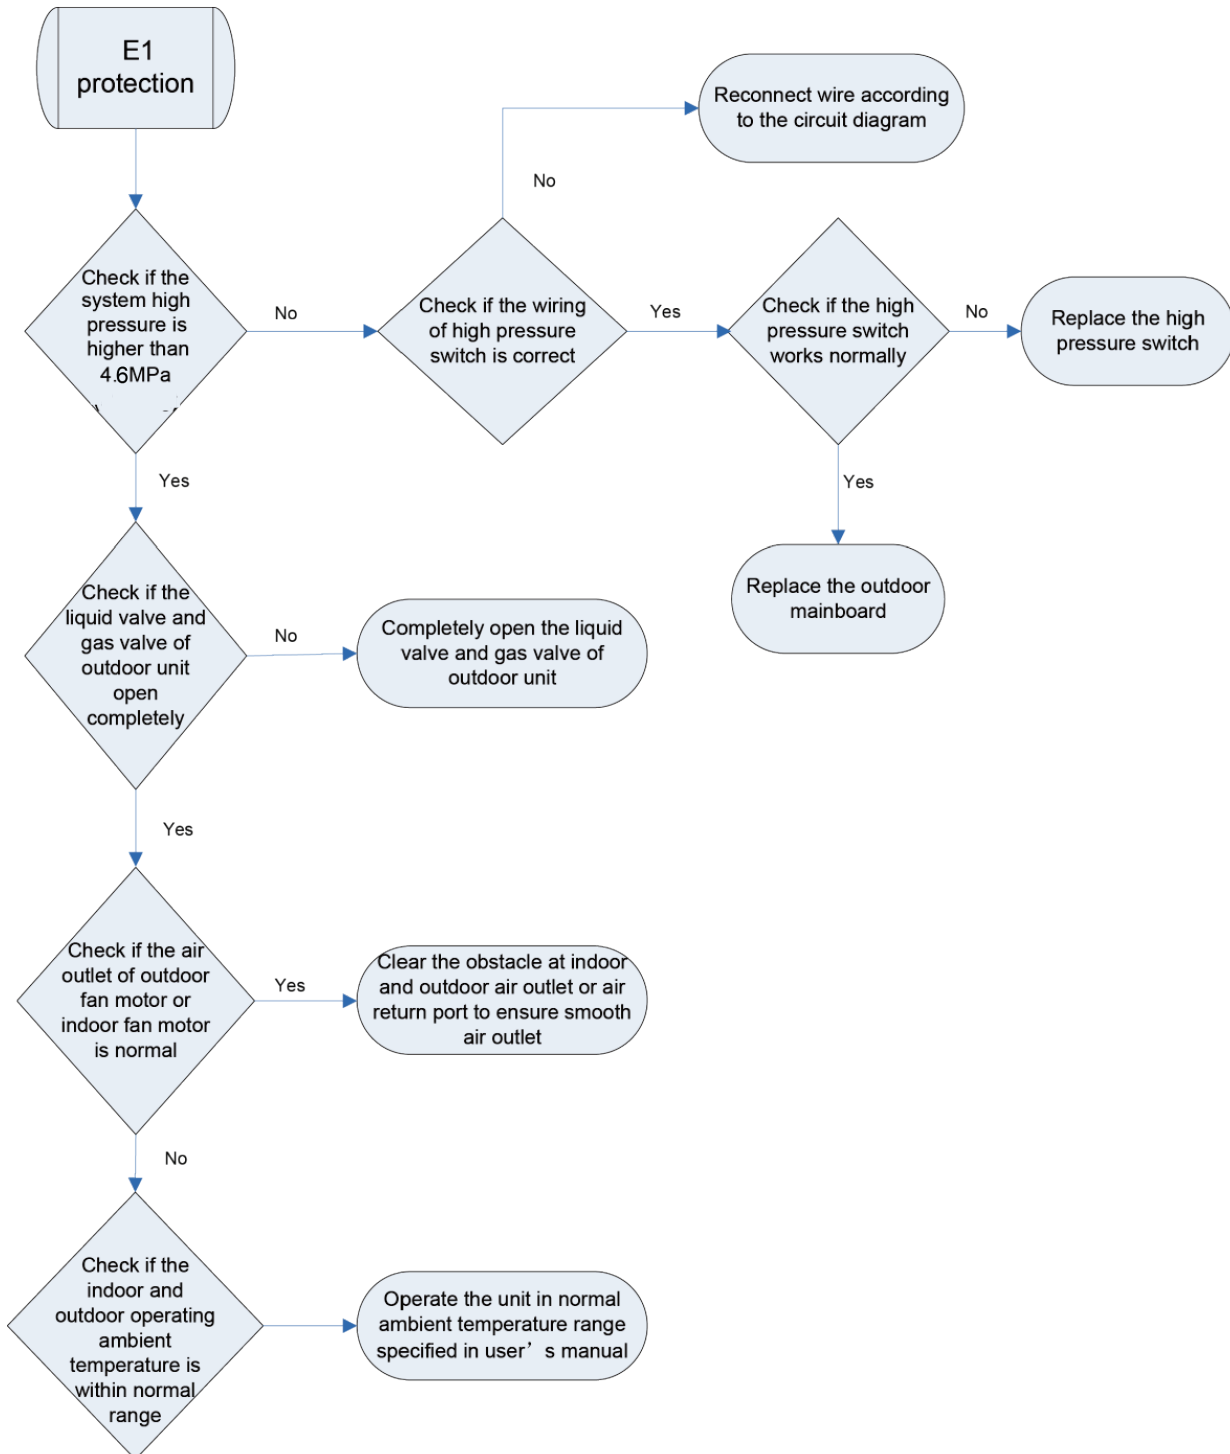 E1
protection
Reconnect wire according
to the circuit diagram
No
Check if the
system high
pressure is
higher than
4.6MPa
No
Check if the wiring
of high pressure
switch is correct
Yes
Check if the high
pressure switch
works normally
No
Replace the high
pressure switch
Yes
Yes
Replace the outdoor
mainboard
Check if the
liquid valve and
gas valve of
outdoor unit
open
completely
No
Completely open the liquid
valve and gas valve of
outdoor unit
Yes
Check if the air
outlet of outdoor
fan motor or
indoor fan motor
is normal
Yes
Clear the obstacle at indoor
and outdoor air outlet or air
return port to ensure smooth
air outlet
No
Check if the
indoor and
outdoor operating
ambient
temperature is
within normal
range
Operate the unit in normal
ambient temperature range
specified in user’s manual